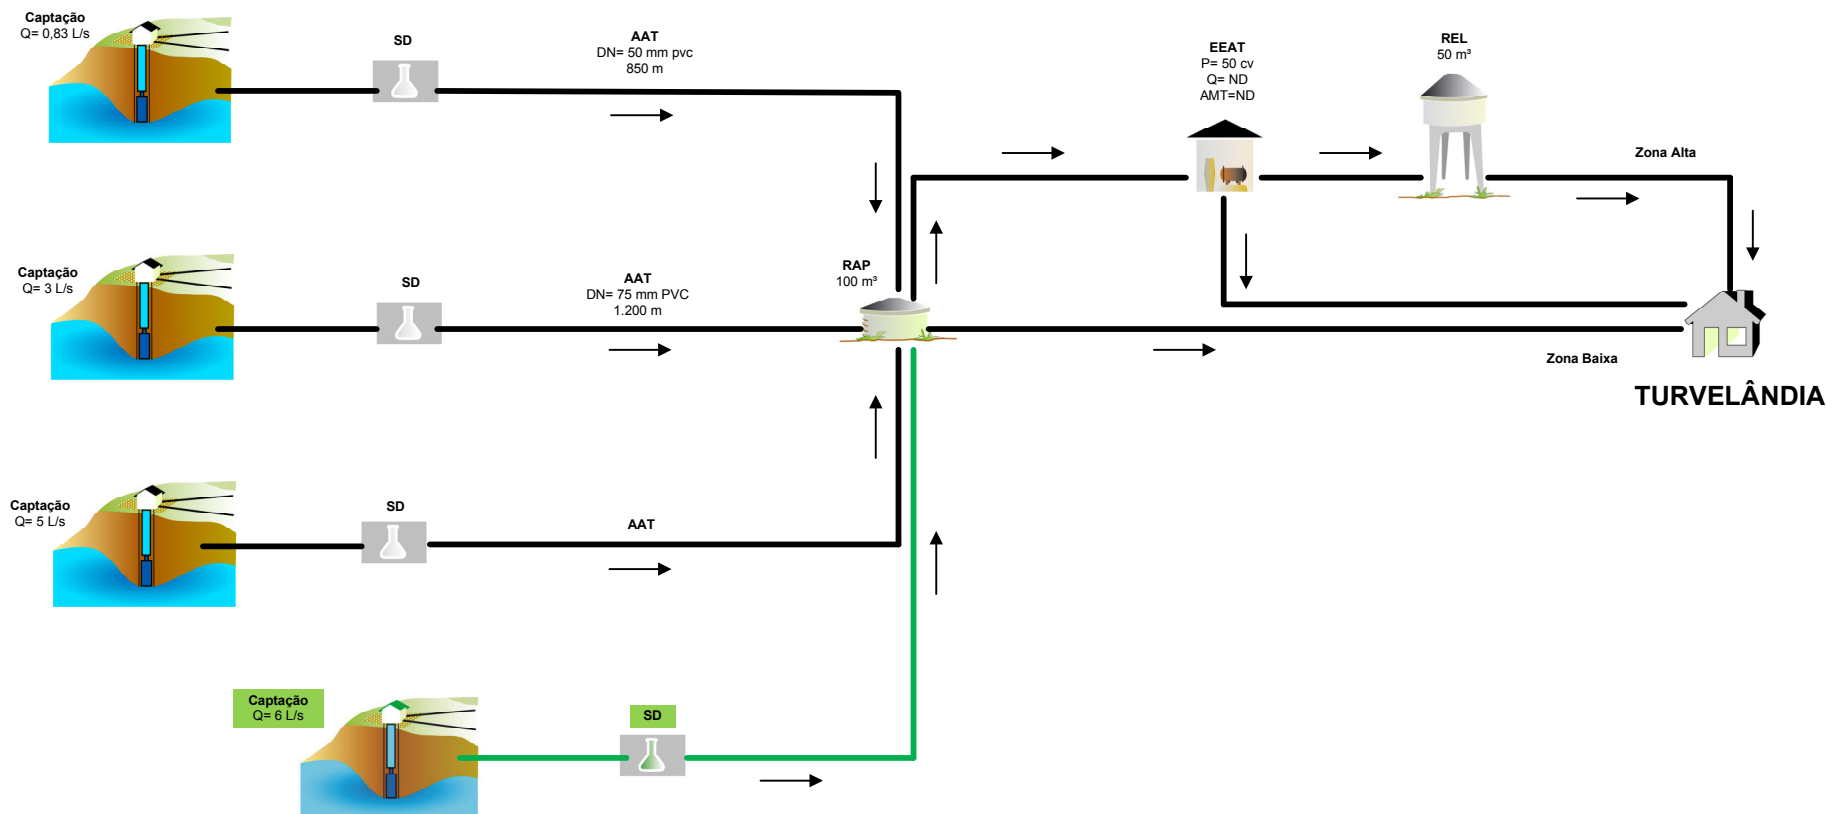 Captação
Q= 0,83 L/s
SD
AAT
DN= 50 mm pvc
850 m
EEAT
P= 50 cv
Q= ND
AMT=ND
REL
50 m³
Zona Alta
Captação
Q= 3 L/s
SD
AAT
DN= 75 mm PVC
1.200 m
RAP
100 m³
Zona Baixa
TURVELÂNDIA
Captação
Q= 5 L/s
SD
AAT
Captação
Q= 6 L/s
SD